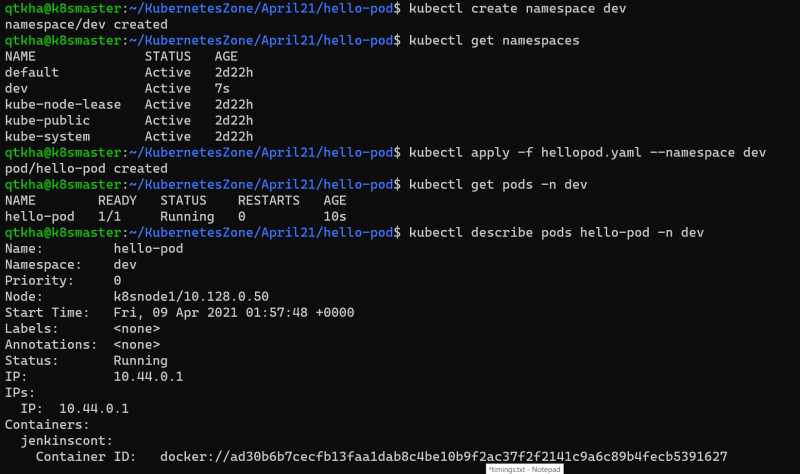 qtkha@k8smaster:~/KubernetesZone/April21/hello-pod$ kubectl create namespace dev
namespace/dev created
qtkha@k8smaster:~/KubernetesZone/April21/hello-pod$ kubectl get namespaces
NAME              STATUS   AGE
default           Active   2d22h
dev               Active   7s
kube-node-lease   Active   2d22h
kube-public       Active   2d22h
kube-system       Active   2d22h
qtkha@k8smaster:~/KubernetesZone/April21/hello-pod$ kubectl apply -f hellopod.yaml --namespace dev
pod/hello-pod created
qtkha@k8smaster:~/KubernetesZone/April21/hello-pod$ kubectl get pods -n dev
NAME        READY   STATUS    RESTARTS   AGE
hello-pod   1/1     Running   0          10s
qtkha@k8smaster:~/KubernetesZone/April21/hello-pod$ kubectl describe pods hello-pod -n dev
Name:         hello-pod
Namespace:    dev
Priority:     0
Node:         k8snode1/10.128.0.50
Start Time:   Fri, 09 Apr 2021 01:57:48 +0000
Labels:       <none>
Annotations:  <none>
Status:       Running
IP:           10.44.0.1
IPs:
  IP:  10.44.0.1
Containers:
  jenkinscont:
    Container ID:   docker://ad30b6b7cecfb13faa1dab8c4be10b9f2ac37f2f2141c9a6c89b4fecb5391627
*timings.txt - Notepad